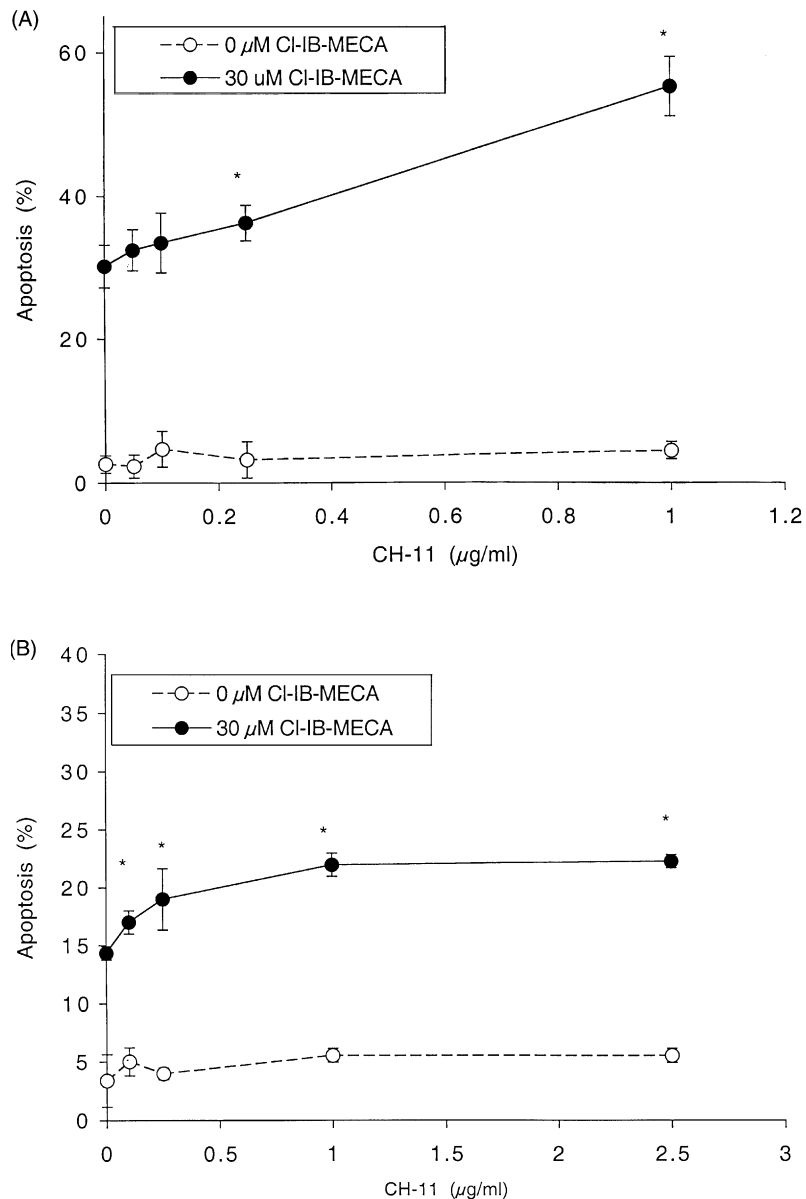 (A)
0 µM Cl-IB-MECA
30 uM Cl-IB-MECA
*
*
60
40
20
0
Apoptosis (%)
0 0.2 0.4 0.6 0.8 1 1.2
CH-11 (µg/ml)
(B)
0 µM Cl-IB-MECA
30 µM Cl-IB-MECA
* * * *
40
35
30
25
20
15
10
5
0
Apoptosis (%)
0 0.5 1 1.5 2 2.5 3
CH-11 (µg/ml)